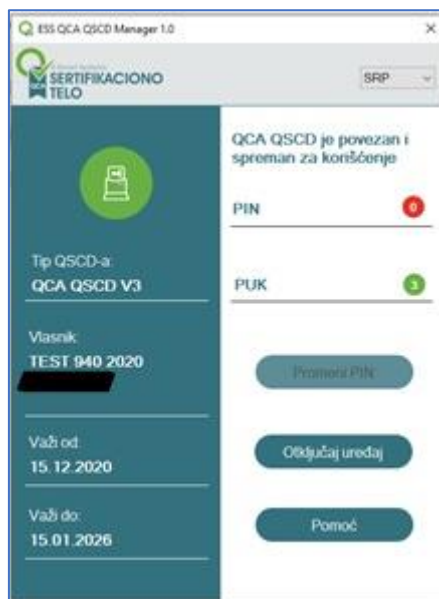 ESS QCA QSCD Manager 1.0
SERTIFIKACIONO
TELO
SRP
QCA QSCD je povezan i
spreman za korišćenje
PIN 0
PUK 3
Tip QSCD-a:
QCA QSCD V3
Vlasnik:
TEST 940 2020
Važi od:
15.12.2020
Važi do:
15.01.2026
Promeni PIN
Otključaj uređaj
Pomoć